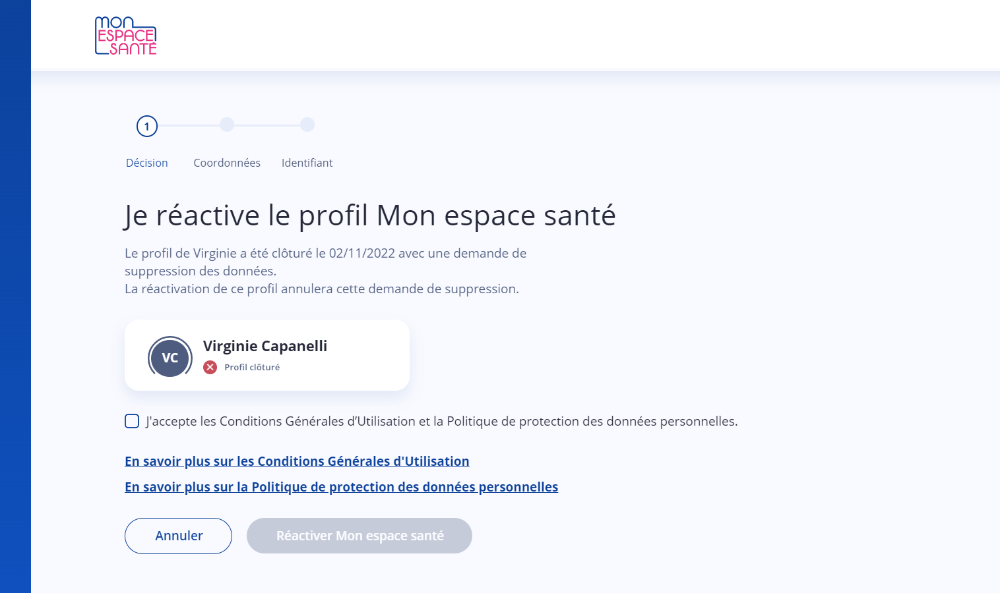 mon
ESPACE
SANTÉ
1
Décision
Coordonnées
Identifiant
Je réactive le profil Mon espace santé
Le profil de Virginie a été clôturé le 02/11/2022 avec une demande de
suppression des données.
La réactivation de ce profil annulera cette demande de suppression.
VC
Virginie Capanelli
Profil clôturé
J'accepte les Conditions Générales d’Utilisation et la Politique de protection des données personnelles.
En savoir plus sur les Conditions Générales d'Utilisation
En savoir plus sur la Politique de protection des données personnelles
Annuler
Réactiver Mon espace santé